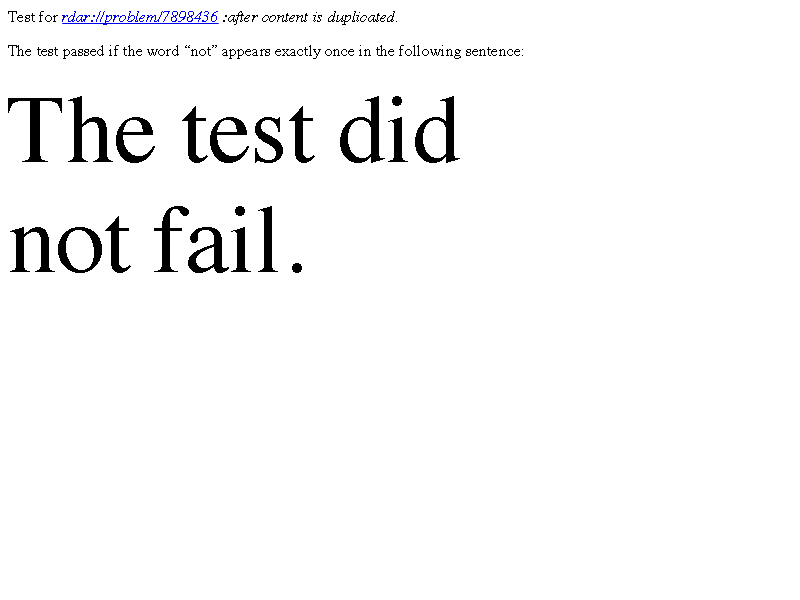 Test for rdar://problem/7898436 :after content is duplicated.
The test passed if the word “not” appears exactly once in the following sentence:
The test did
not fail.